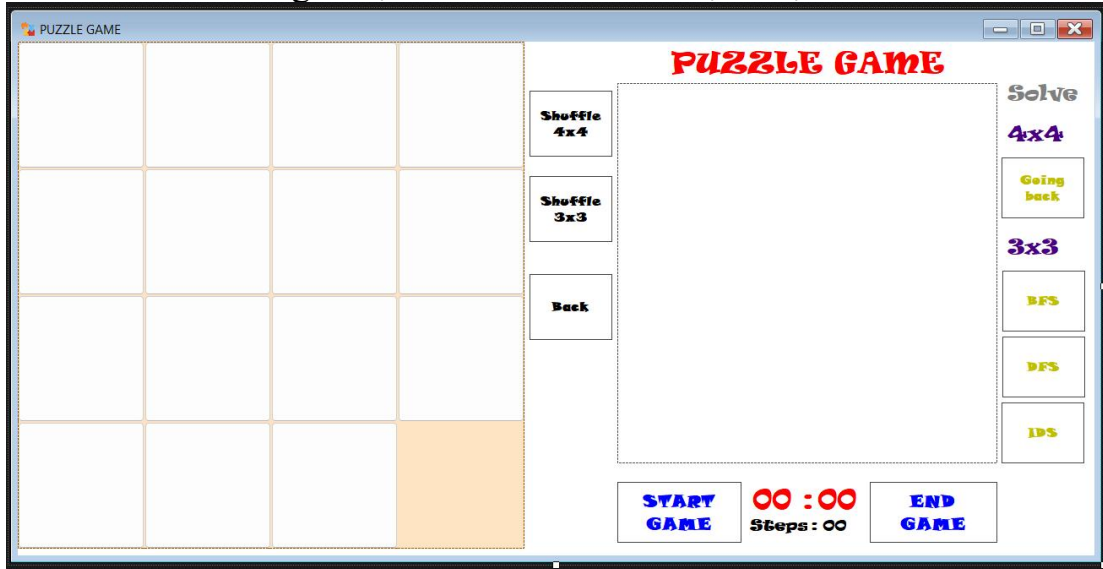 PUZZLE GAME
PUZZLE GAME
Shuffle
4x4
Shuffle
3x3
Back
Solve
4x4
Going
back
3x3
BFS
DFS
IDS
START
GAME
00 : 00
Steps : 00
END
GAME